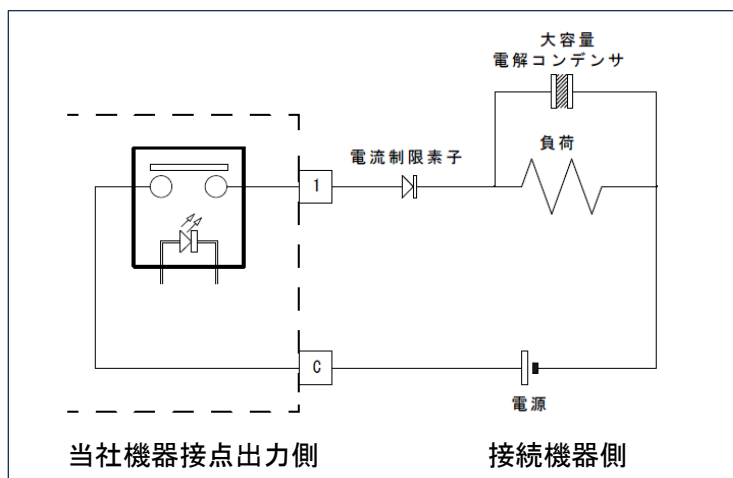 大容量
電解コンデンサ
電流制限素子
負荷
1
C
電源
当社機器接点出力側
接続機器側